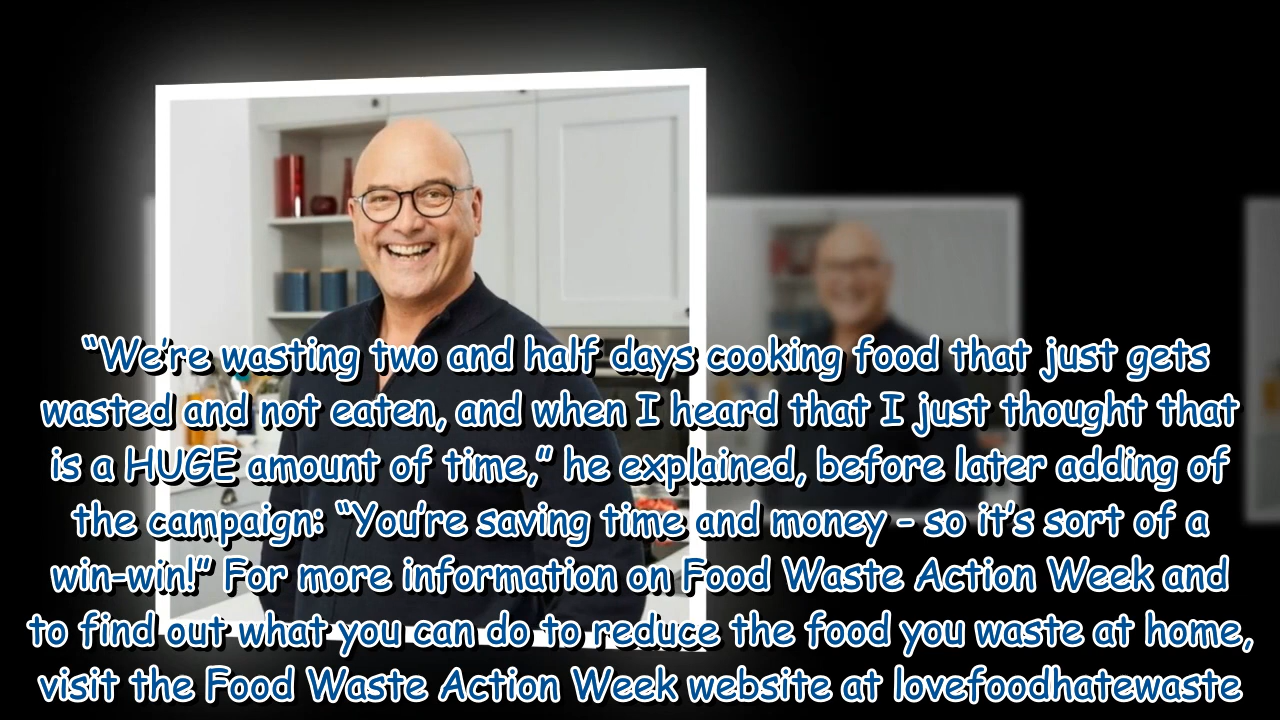 “We’re wasting two and half days cooking food that just gets
wasted and not eaten, and when I heard that I just thought that
is a HUGE amount of time,” he explained, before later adding of
the campaign: “You’re saving time and money - so it’s sort of a
win-win!” For more information on Food Waste Action Week and
to find out what you can do to reduce the food you waste at home,
visit the Food Waste Action Week website at lovefoodhatewaste